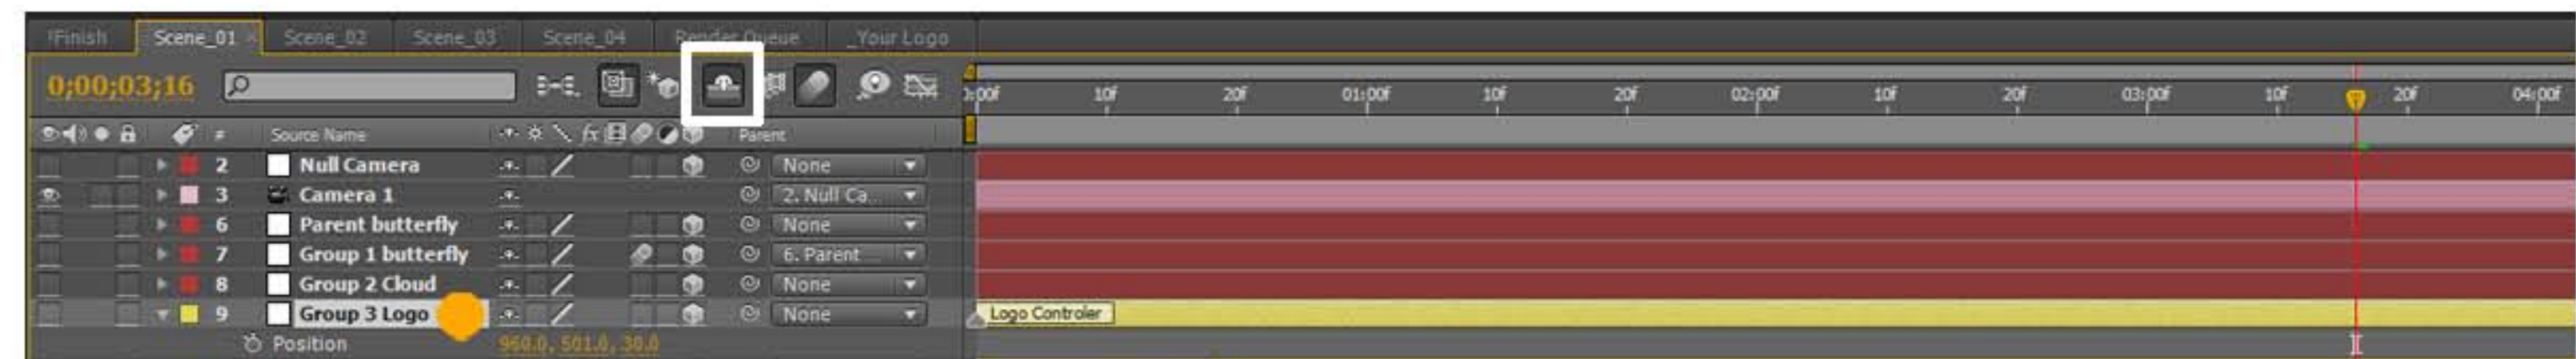 !Finish Scene_01 × Scene_02 Scene_03 Scene_04 Render Queue _Your Logo
0;00;03;16 0:00f 10f 20f 01:00f 10f 20f 02:00f 10f 20f 03:00f 10f 20f 04:00f
# Source Name fx Parent
2 Null Camera None
3 Camera 1 2. Null Ca
6 Parent butterfly None
7 Group 1 butterfly 6. Parent
8 Group 2 Cloud None
9 Group 3 Logo None Logo Controler
Position 960.0, 501.0, 30.0